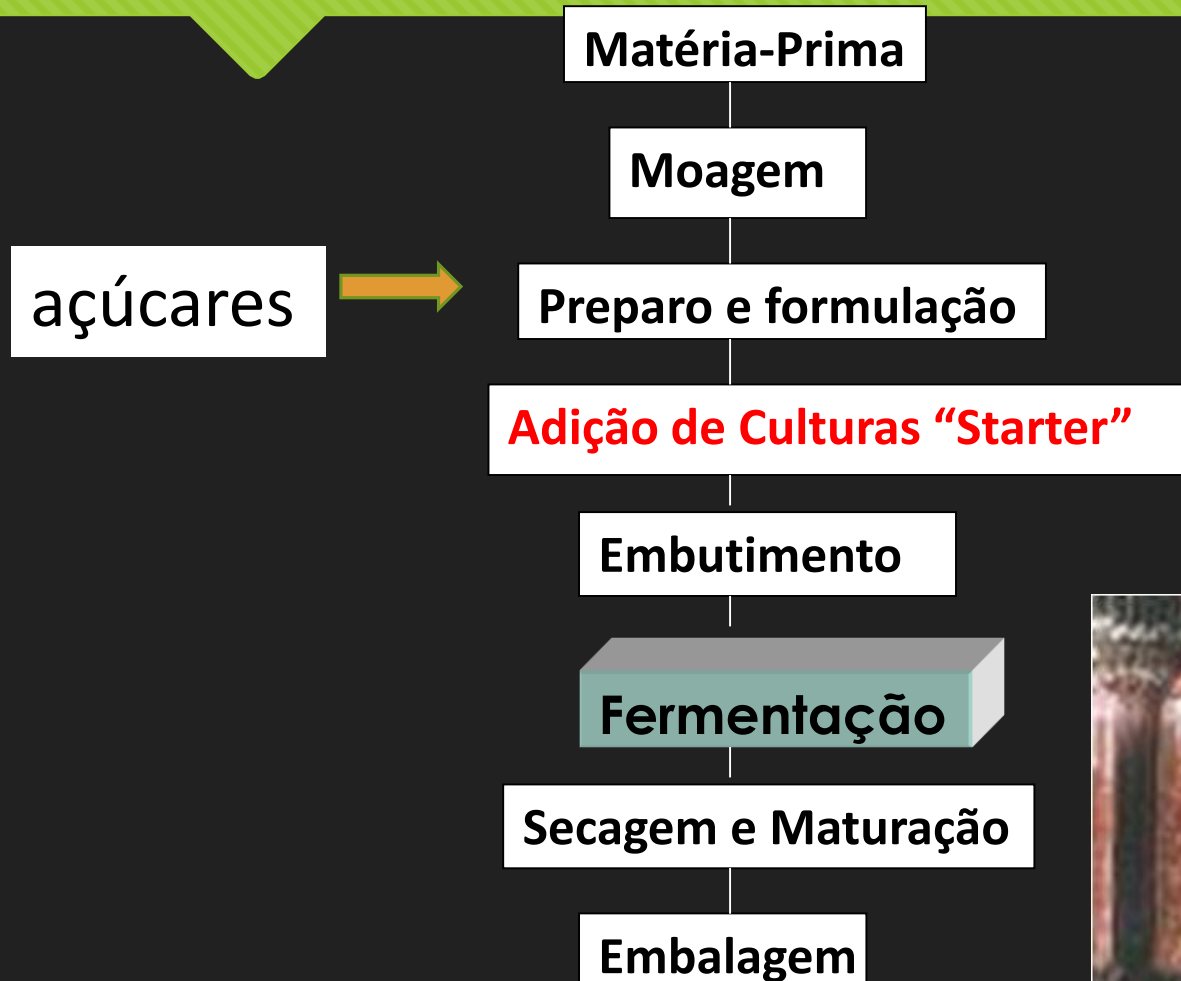 Matéria-Prima
Moagem
açúcares
Preparo e formulação
Adição de Culturas “Starter”
Embutimento
Fermentação
Secagem e Maturação
Embalagem